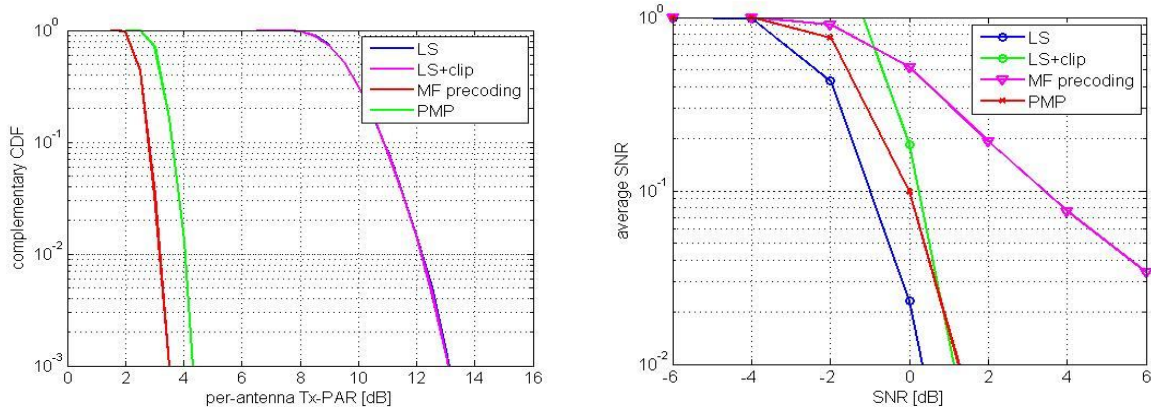 complementary CDF
10^0
10^-1
10^-2
10^-3
0 2 4 6 8 10 12 14 16
per-antenna Tx-PAR [dB]
LS
LS+clip
MF precoding
PMP
average SNR
10^0
10^-1
10^-2
-6 -4 -2 0 2 4 6
SNR [dB]
LS
LS+clip
MF precoding
PMP